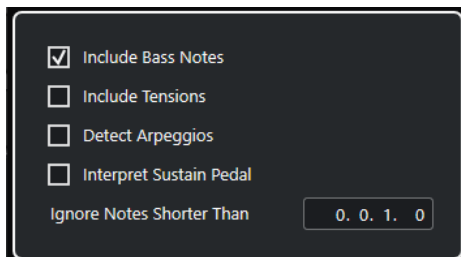 Include Bass Notes
Include Tensions
Detect Arpeggios
Interpret Sustain Pedal
Ignore Notes Shorter Than 0. 0. 1. 0